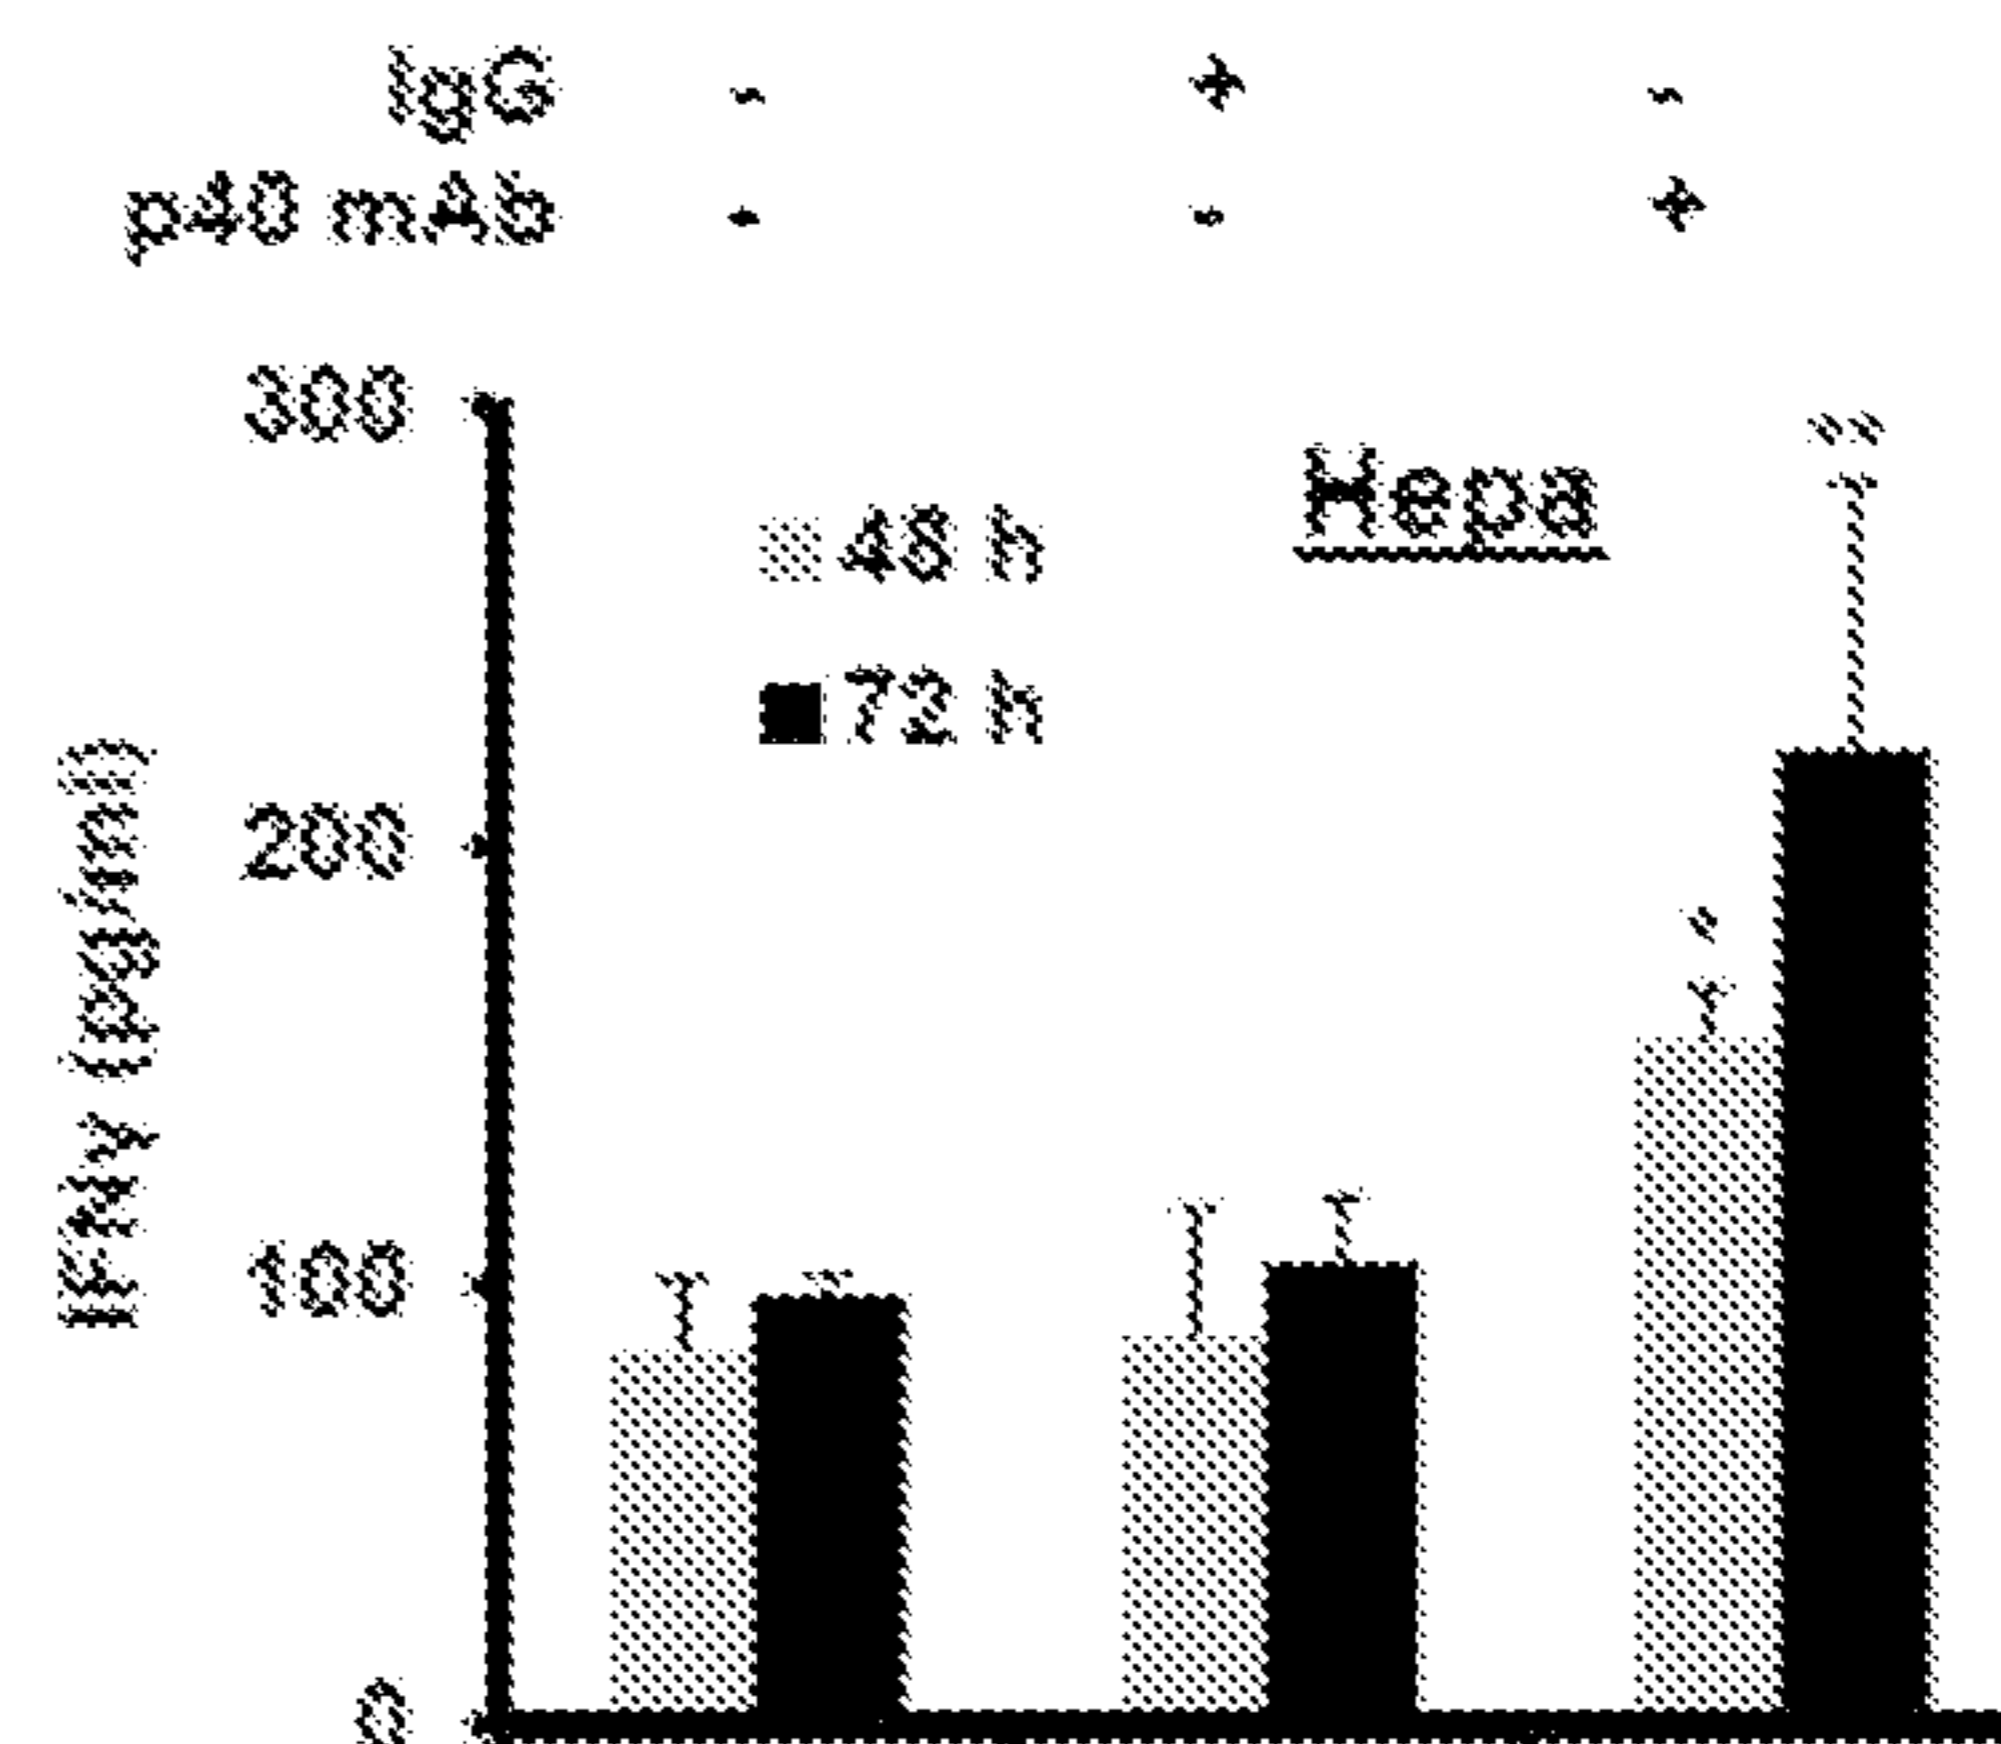 IgG - + -
p40 mAb - - +
300
Hepa
48 h
72 h
200
IFNγ (pg/ml)
100
0
**
*